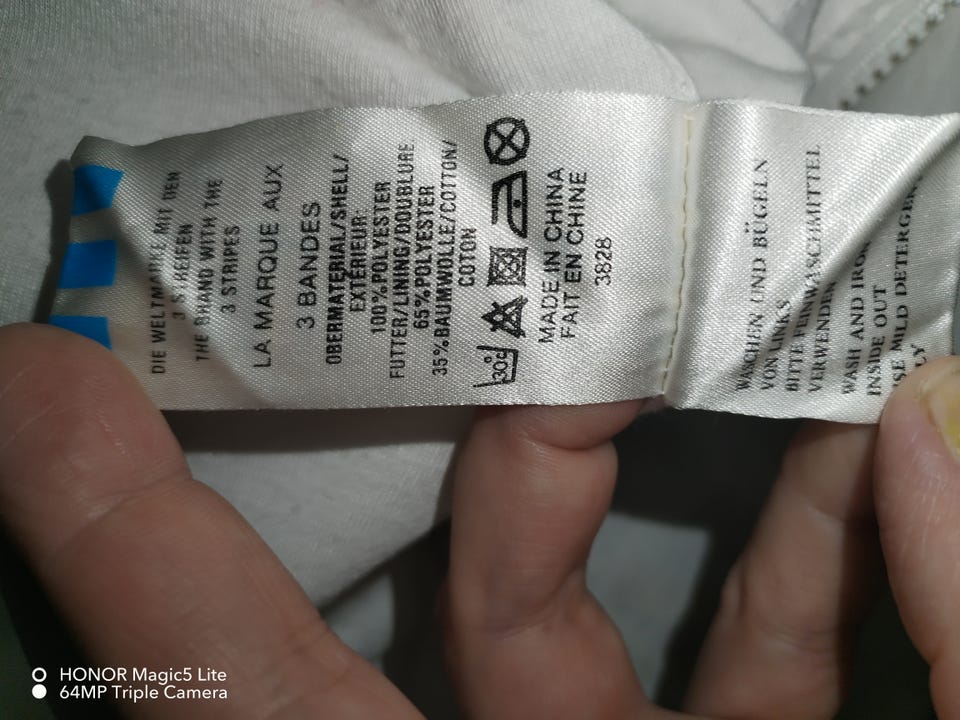 DIE WELTMARKE MIT DEN
3 STREIFEN
THE BRAND WITH THE
3 STRIPES
LA MARQUE AUX
3 BANDES
OBERMATERIAL/SHELL/
EXTÉRIEUR:
100%POLYESTER
FUTTER/LINING/DOUBLURE
65%POLYESTER
35%BAUMWOLLE/COTTON/
COTON
30°
MADE IN CHINA
FAIT EN CHINE
3828
WASCHEN UND BÜGELN
VON LINKS
BITTE FEINWASCHMITTEL
VERWENDEN
WASH AND IRON
INSIDE OUT
USE MILD DETERGENT
HONOR Magic5 Lite
64MP Triple Camera